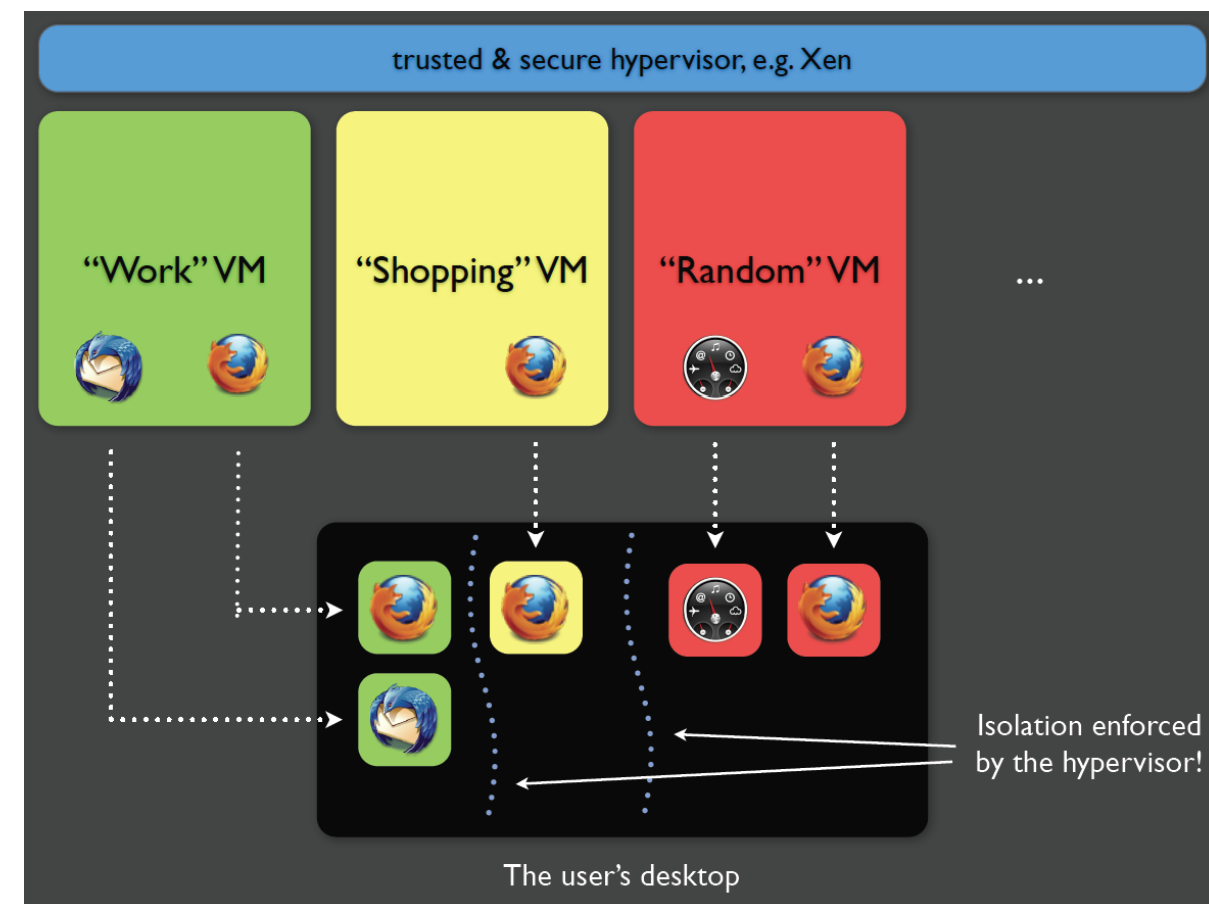 trusted & secure hypervisor, e.g. Xen
“Work” VM
“Shopping” VM
“Random” VM
...
Isolation enforced
by the hypervisor!
The user’s desktop